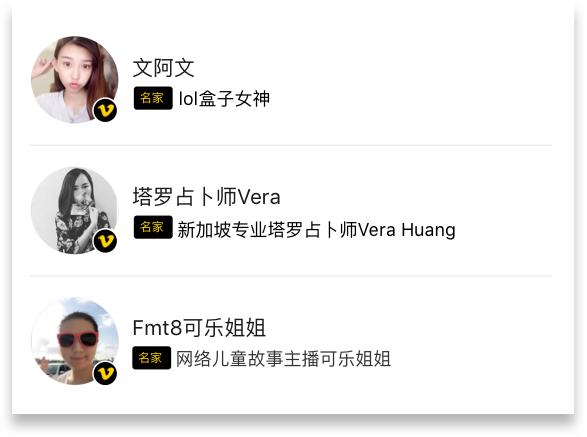 文阿文
名家 lol盒子女神
塔罗占卜师Vera
名家 新加坡专业塔罗占卜师Vera Huang
Fmt8可乐姐姐
名家 网络儿童故事主播可乐姐姐